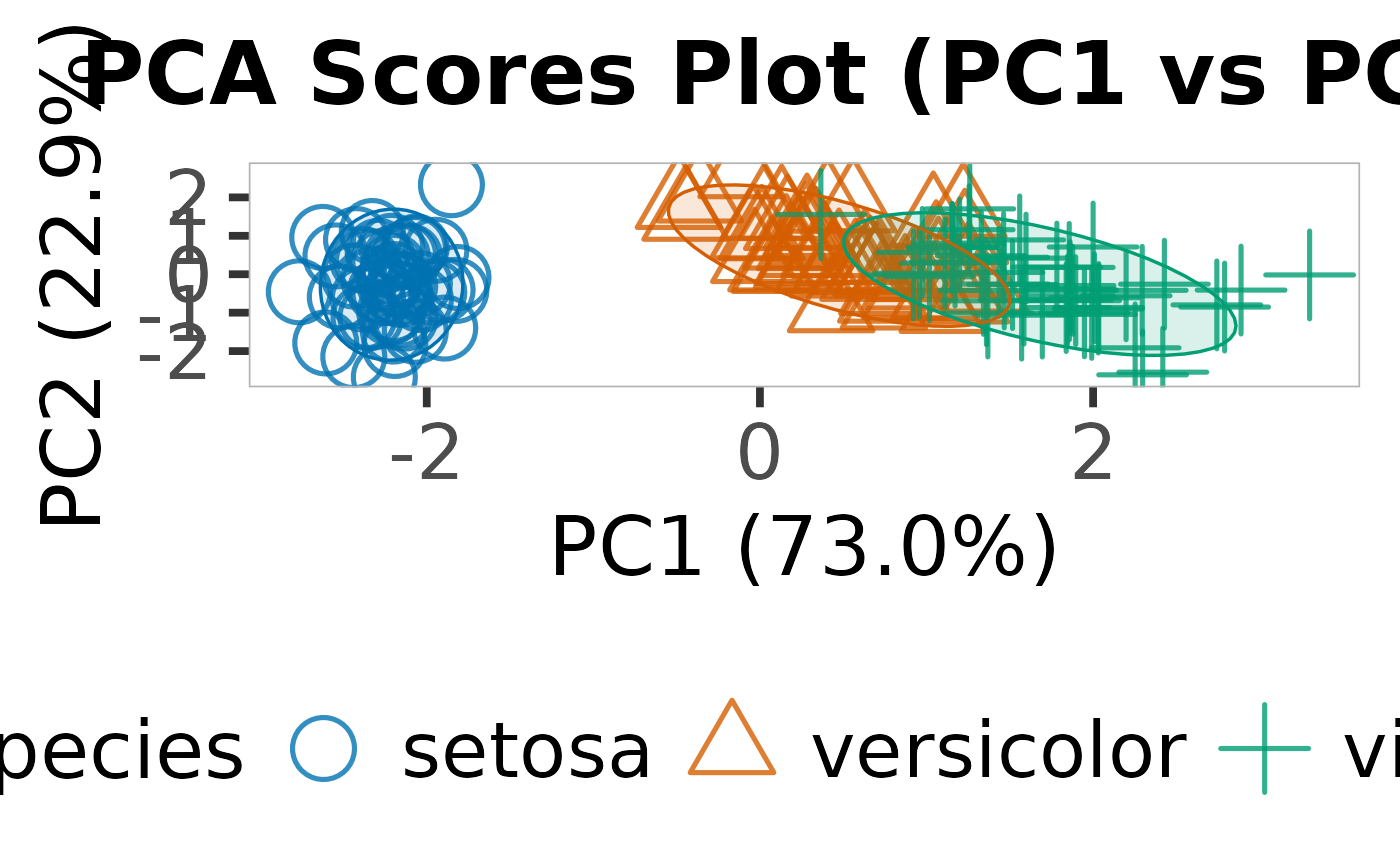 PCA Scores Plot (PC1 vs PC
PC2 (22.9%)
2
1
0
-1
-2
-2 0 2
PC1 (73.0%)
pecies setosa versicolor vi